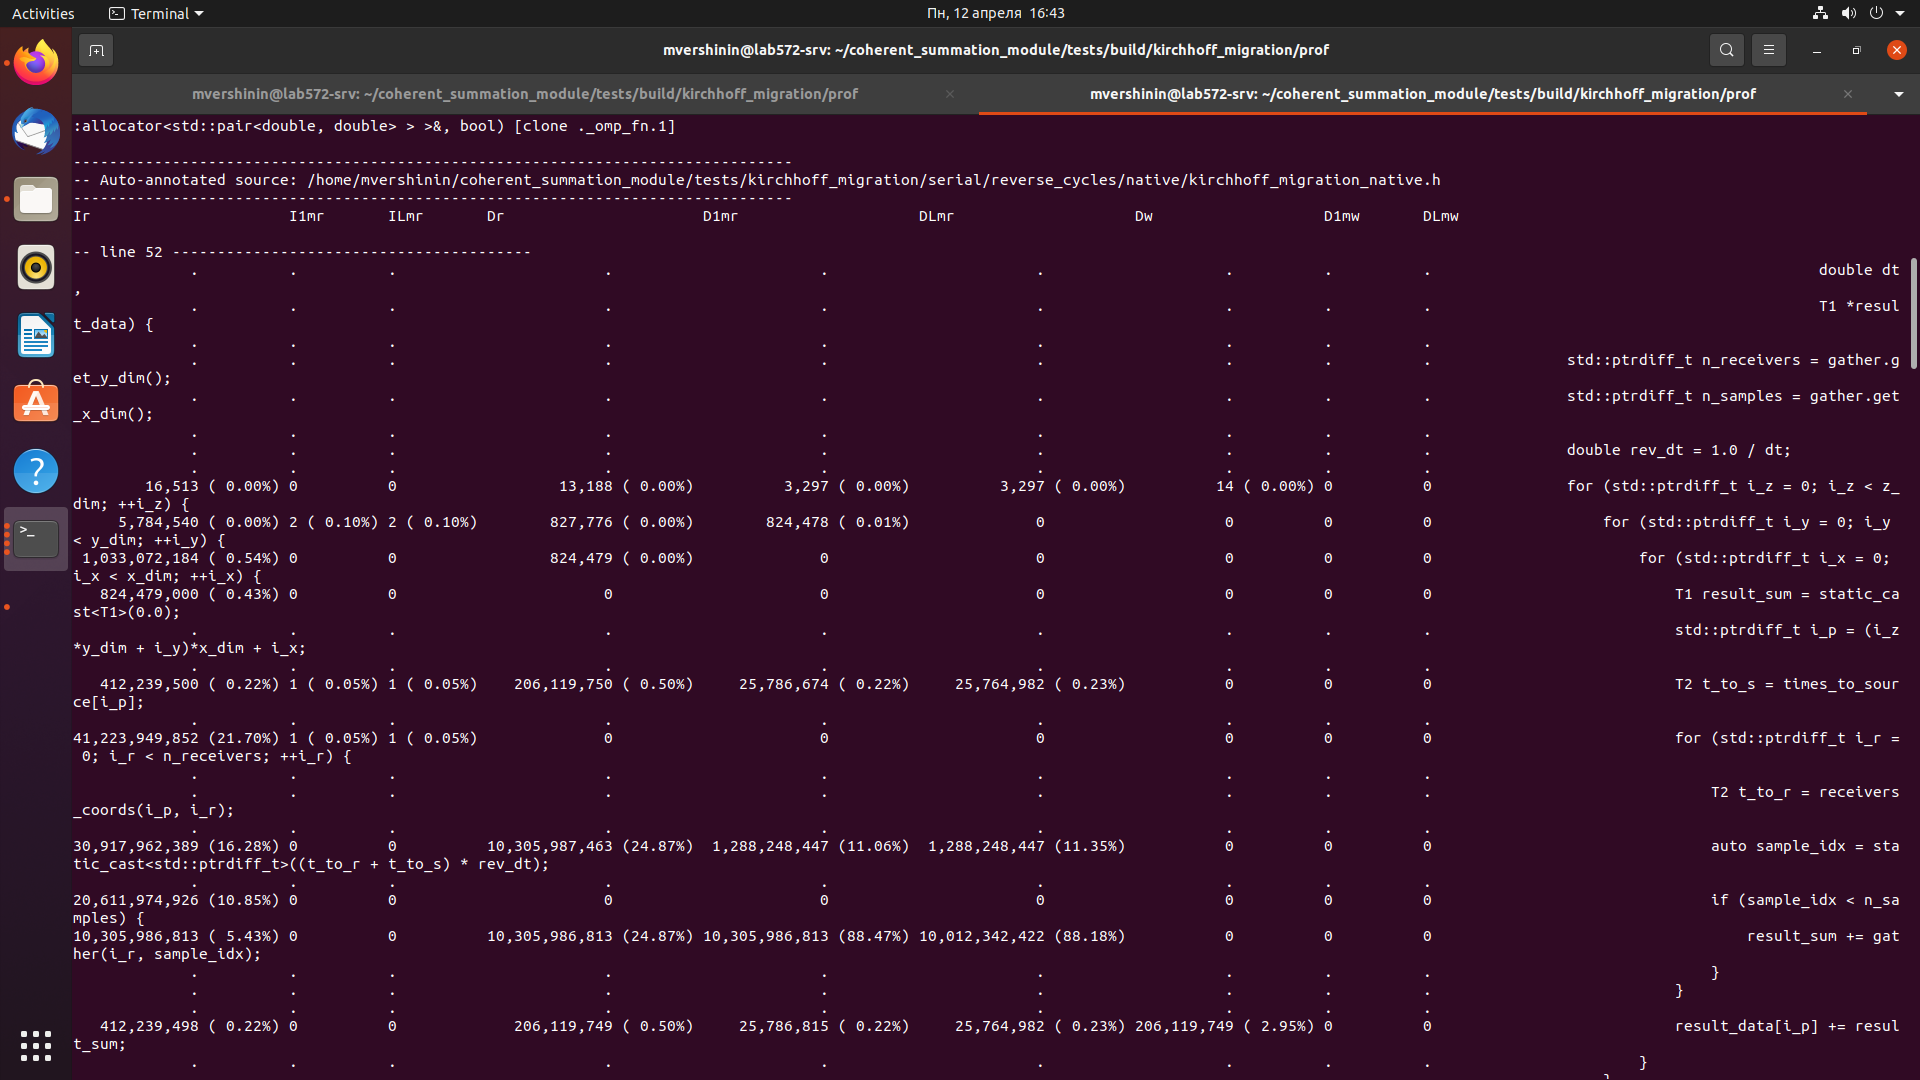 Activities
Terminal
Пн, 12 апреля 16:43
mvershinin@lab572-srv: ~/coherent_summation_module/tests/build/kirchhoff_migration/prof
mvershinin@lab572-srv: ~/coherent_summation_module/tests/build/kirchhoff_migration/prof ×
mvershinin@lab572-srv: ~/coherent_summation_module/tests/build/kirchhoff_migration/prof ×
:allocator<std::pair<double, double> > >&, bool) [clone ._omp_fn.1]
--------------------------------------------------------------------------------
-- Auto-annotated source: /home/mvershinin/coherent_summation_module/tests/kirchhoff_migration/serial/reverse_cycles/native/kirchhoff_migration_native.h
--------------------------------------------------------------------------------
Ir I1mr ILmr Dr D1mr DLmr Dw D1mw DLmw
-- line 52 ----------------------------------------
. . . . . . . . . double dt
,
. . . . . . . . . T1 *resul
t_data) {
. . . . . . . . .
. . . . . . . . . std::ptrdiff_t n_receivers = gather.g
et_y_dim();
. . . . . . . . . std::ptrdiff_t n_samples = gather.get
_x_dim();
. . . . . . . . .
. . . . . . . . . double rev_dt = 1.0 / dt;
. . . . . . . . .
16,513 ( 0.00%) 0 0 13,188 ( 0.00%) 3,297 ( 0.00%) 3,297 ( 0.00%) 14 ( 0.00%) 0 0 for (std::ptrdiff_t i_z = 0; i_z < z_
dim; ++i_z) {
5,784,540 ( 0.00%) 2 ( 0.10%) 2 ( 0.10%) 827,776 ( 0.00%) 824,478 ( 0.01%) 0 0 0 0 for (std::ptrdiff_t i_y = 0; i_y
< y_dim; ++i_y) {
1,033,072,184 ( 0.54%) 0 0 824,479 ( 0.00%) 0 0 0 0 0 for (std::ptrdiff_t i_x = 0;
i_x < x_dim; ++i_x) {
824,479,000 ( 0.43%) 0 0 0 0 0 0 0 0 T1 result_sum = static_ca
st<T1>(0.0);
. . . . . . . . . std::ptrdiff_t i_p = (i_z
*y_dim + i_y)*x_dim + i_x;
. . . . . . . . .
412,239,500 ( 0.22%) 1 ( 0.05%) 1 ( 0.05%) 206,119,750 ( 0.50%) 25,786,674 ( 0.22%) 25,764,982 ( 0.23%) 0 0 0 T2 t_to_s = times_to_sour
ce[i_p];
. . . . . . . . .
41,223,949,852 (21.70%) 1 ( 0.05%) 1 ( 0.05%) 0 0 0 0 0 0 for (std::ptrdiff_t i_r =
0; i_r < n_receivers; ++i_r) {
. . . . . . . . .
. . . . . . . . . T2 t_to_r = receivers
_coords(i_p, i_r);
. . . . . . . . .
30,917,962,389 (16.28%) 0 0 10,305,987,463 (24.87%) 1,288,248,447 (11.06%) 1,288,248,447 (11.35%) 0 0 0 auto sample_idx = sta
tic_cast<std::ptrdiff_t>((t_to_r + t_to_s) * rev_dt);
. . . . . . . . .
20,611,974,926 (10.85%) 0 0 0 0 0 0 0 0 if (sample_idx < n_sa
mples) {
10,305,986,813 ( 5.43%) 0 0 10,305,986,813 (24.87%) 10,305,986,813 (88.47%) 10,012,342,422 (88.18%) 0 0 0 result_sum += gat
her(i_r, sample_idx);
. . . . . . . . . }
. . . . . . . . . }
. . . . . . . . .
412,239,498 ( 0.22%) 0 0 206,119,749 ( 0.50%) 25,786,815 ( 0.22%) 25,764,982 ( 0.23%) 206,119,749 ( 2.95%) 0 0 result_data[i_p] += resul
t_sum;
. . . . . . . . . }